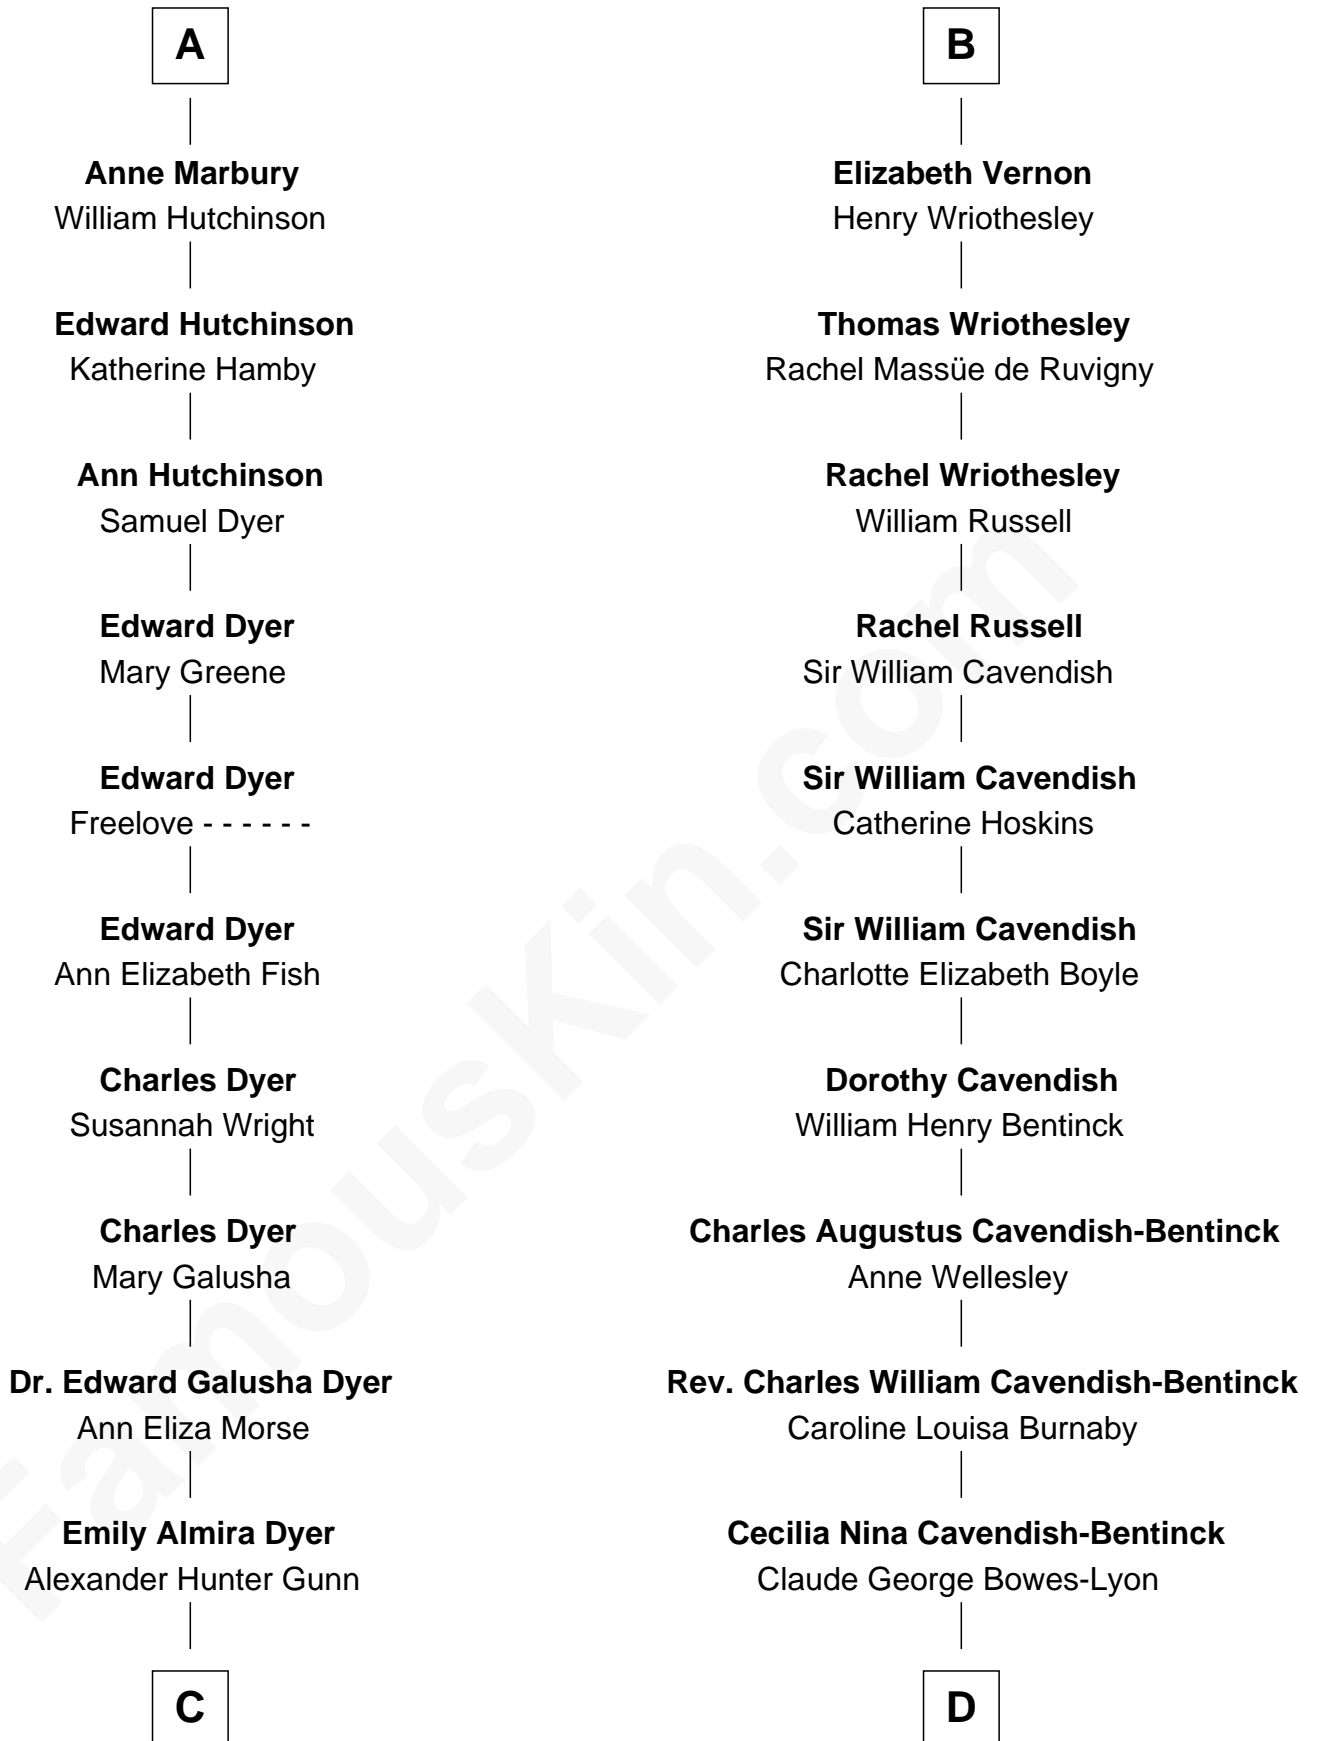 A
Anne Marbury
William Hutchinson
Edward Hutchinson
Katherine Hamby
Ann Hutchinson
Samuel Dyer
Edward Dyer
Mary Greene
Edward Dyer
Freelove - - - - - -
Edward Dyer
Ann Elizabeth Fish
Charles Dyer
Susannah Wright
Charles Dyer
Mary Galusha
Dr. Edward Galusha Dyer
Ann Eliza Morse
Emily Almira Dyer
Alexander Hunter Gunn
C
B
Elizabeth Vernon
Henry Wriothesley
Thomas Wriothesley
Rachel Massüe de Ruvigny
Rachel Wriothesley
William Russell
Rachel Russell
Sir William Cavendish
Sir William Cavendish
Catherine Hoskins
Sir William Cavendish
Charlotte Elizabeth Boyle
Dorothy Cavendish
William Henry Bentinck
Charles Augustus Cavendish-Bentinck
Anne Wellesley
Rev. Charles William Cavendish-Bentinck
Caroline Louisa Burnaby
Cecilia Nina Cavendish-Bentinck
Claude George Bowes-Lyon
D
FamousKin.com